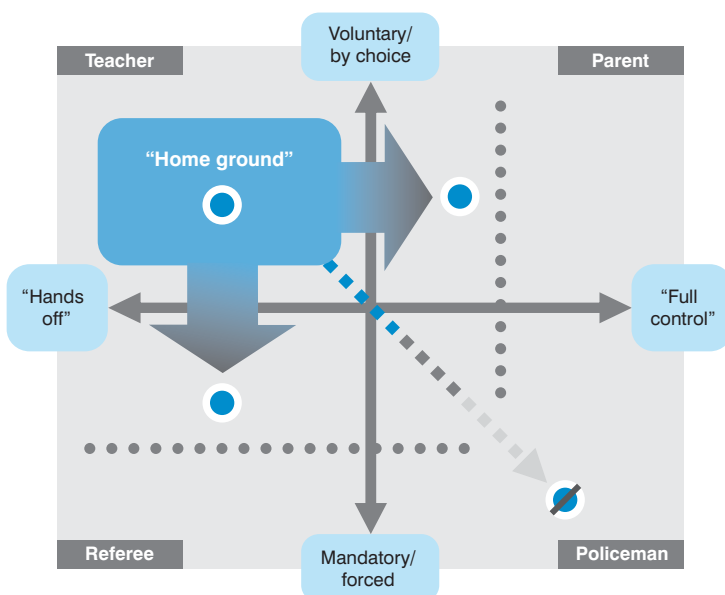 Voluntary/
by choice
Teacher
Parent
“Home ground”
“Hands
off”
“Full
control”
Referee
Policeman
Mandatory/
forced